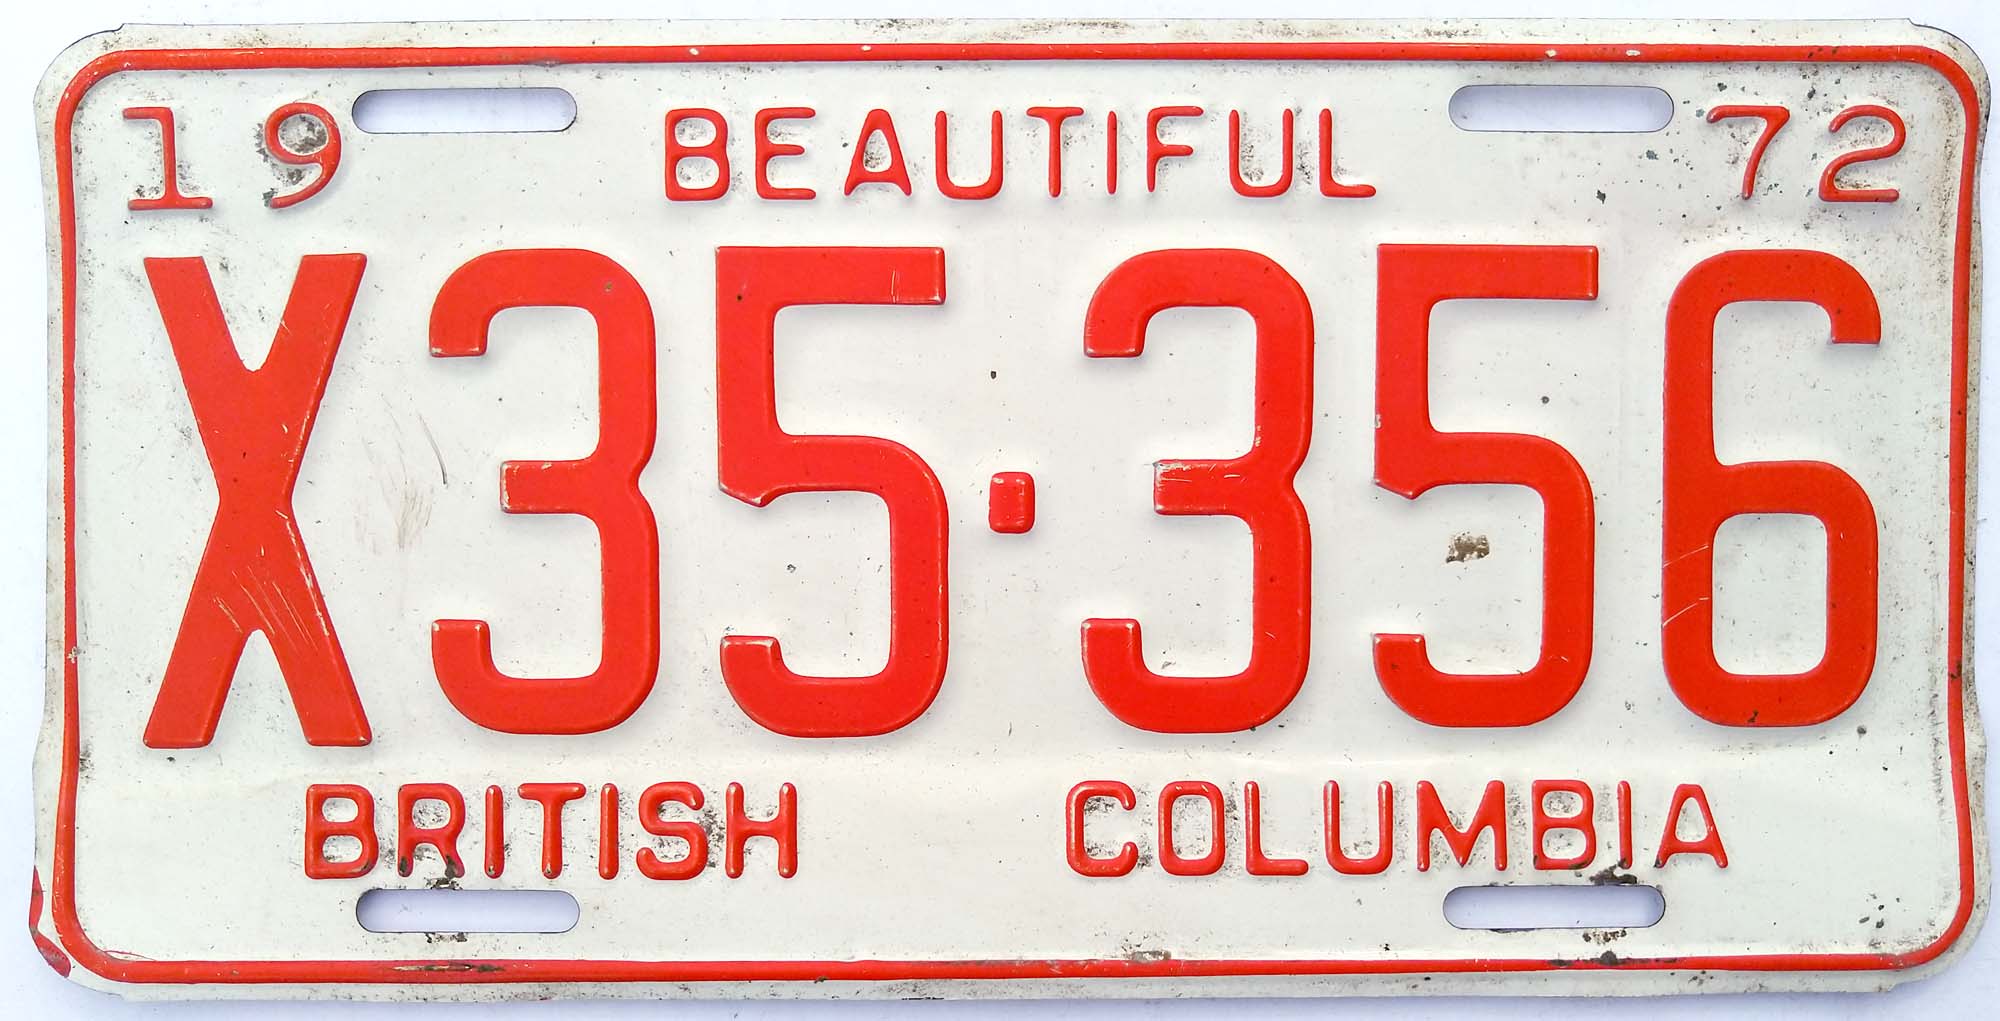 19 BEAUTIFUL 72
X35·356
BRITISH COLUMBIA